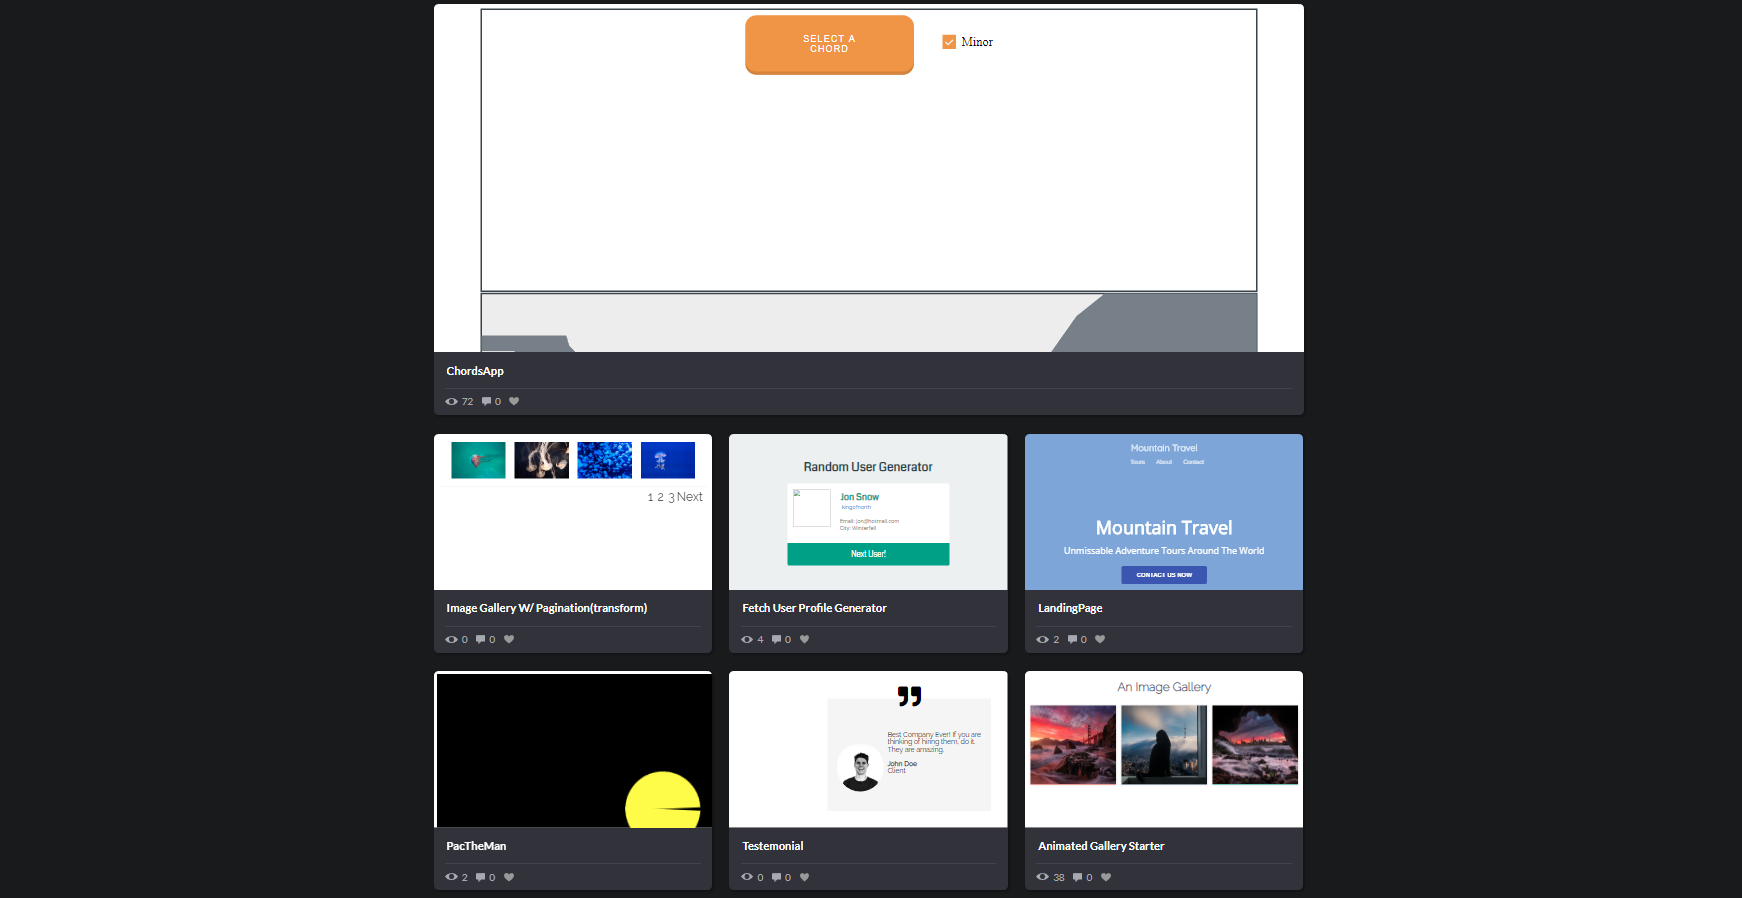 SELECT A
CHORD
Minor
ChordsApp
72 0
1 2 3 Next
Image Gallery W/ Pagination(transform)
0 0
Random User Generator
Jon Snow
kingofnorth
Email: jon@hosmail.com
City: Winterfell
Next User!
Fetch User Profile Generator
4 0
Mountain Travel
Tours About Contact
Mountain Travel
Unmissable Adventure Tours Around The World
CONTACT US NOW
LandingPage
2 0
PacTheMan
2 0
Best Company Ever! If you are
thinking of hiring them, do it.
They are amazing.
John Doe
Client
Testemonial
0 0
An Image Gallery
Animated Gallery Starter
38 0